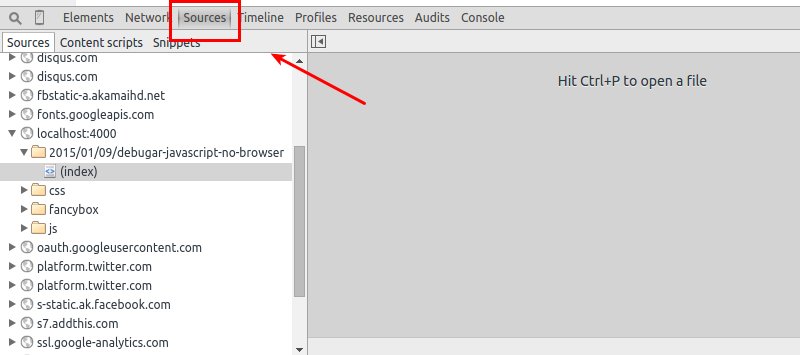 Elements Network Sources Timeline Profiles Resources Audits Console
Sources Content scripts Snippets
disqus.com
disqus.com
fbstatic-a.akamaihd.net
fonts.googleapis.com
localhost:4000
2015/01/09/debugar-javascript-no-browser
(index)
css
fancybox
js
oauth.googleusercontent.com
platform.twitter.com
platform.twitter.com
s-static.ak.facebook.com
s7.addthis.com
ssl.google-analytics.com
Hit Ctrl+P to open a file